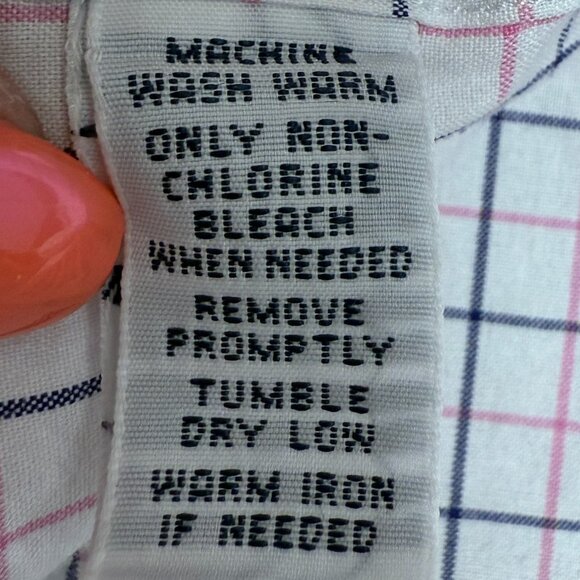 MACHINE
WASH WARM
ONLY NON-
CHLORINE
BLEACH
WHEN NEEDED
REMOVE
PROMPTLY
TUMBLE
DRY LOW
WARM IRON
IF NEEDED